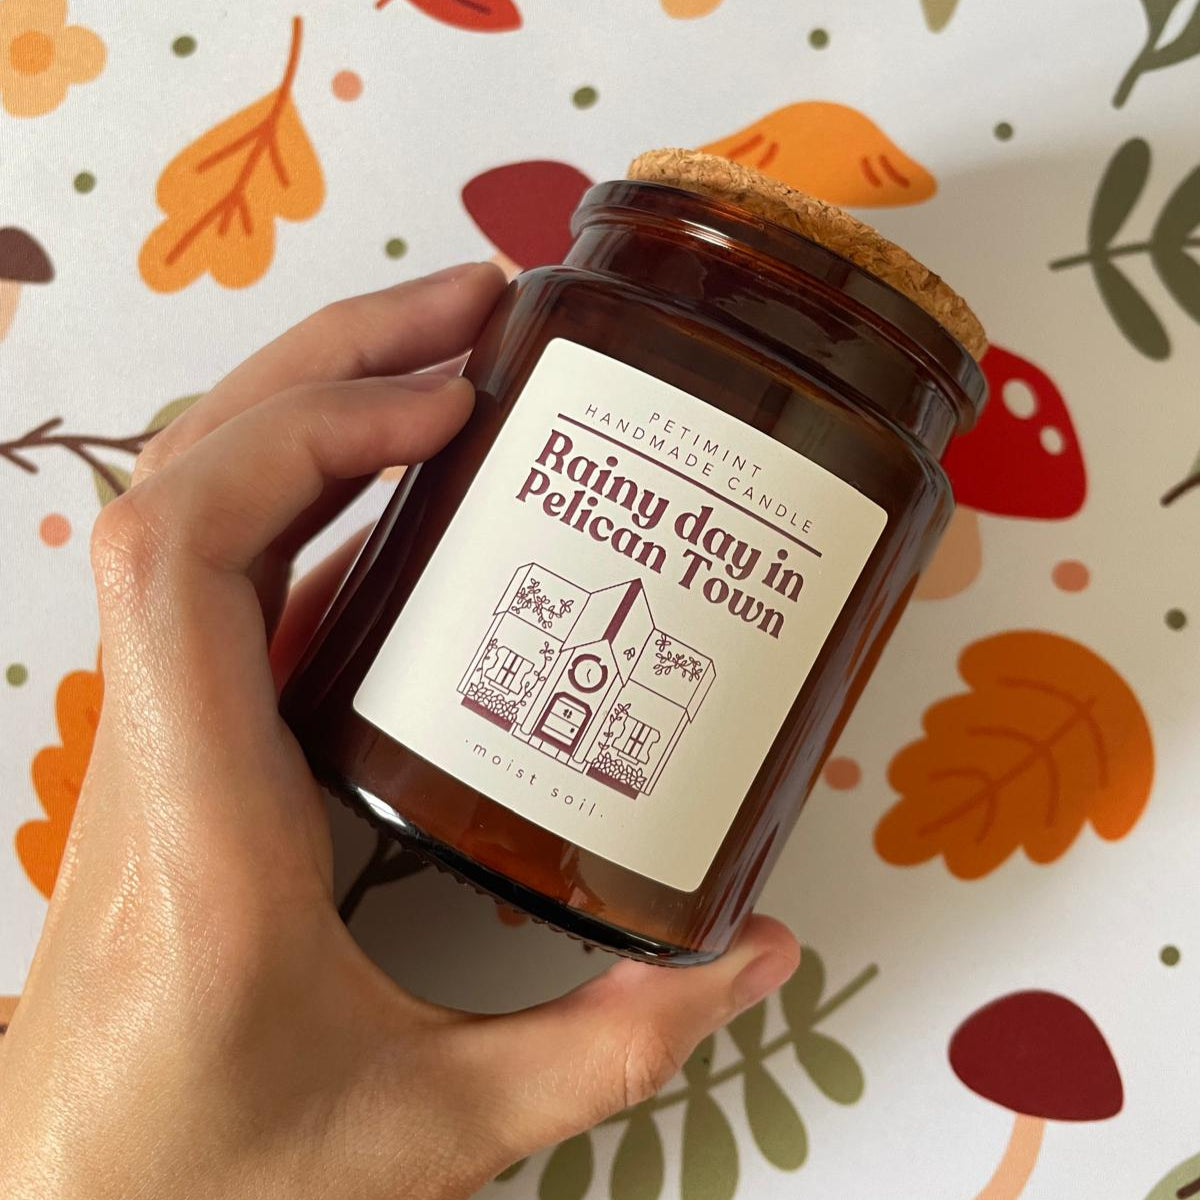 PETIMINT
HANDMADE CANDLE
Rainy day in
Pelican Town
·moist soil·